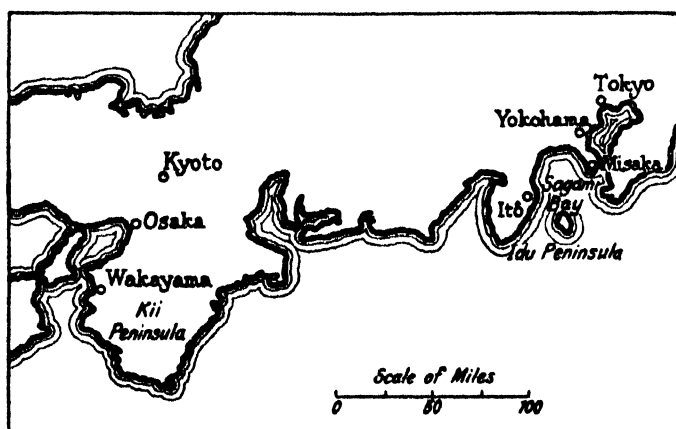 Tokyo
Yokohama
Kyoto
Misaka
Sagami
Bay
Itō
Osaka
Idu Peninsula
Wakayama
Kii
Peninsula
Scale of Miles
0 50 100